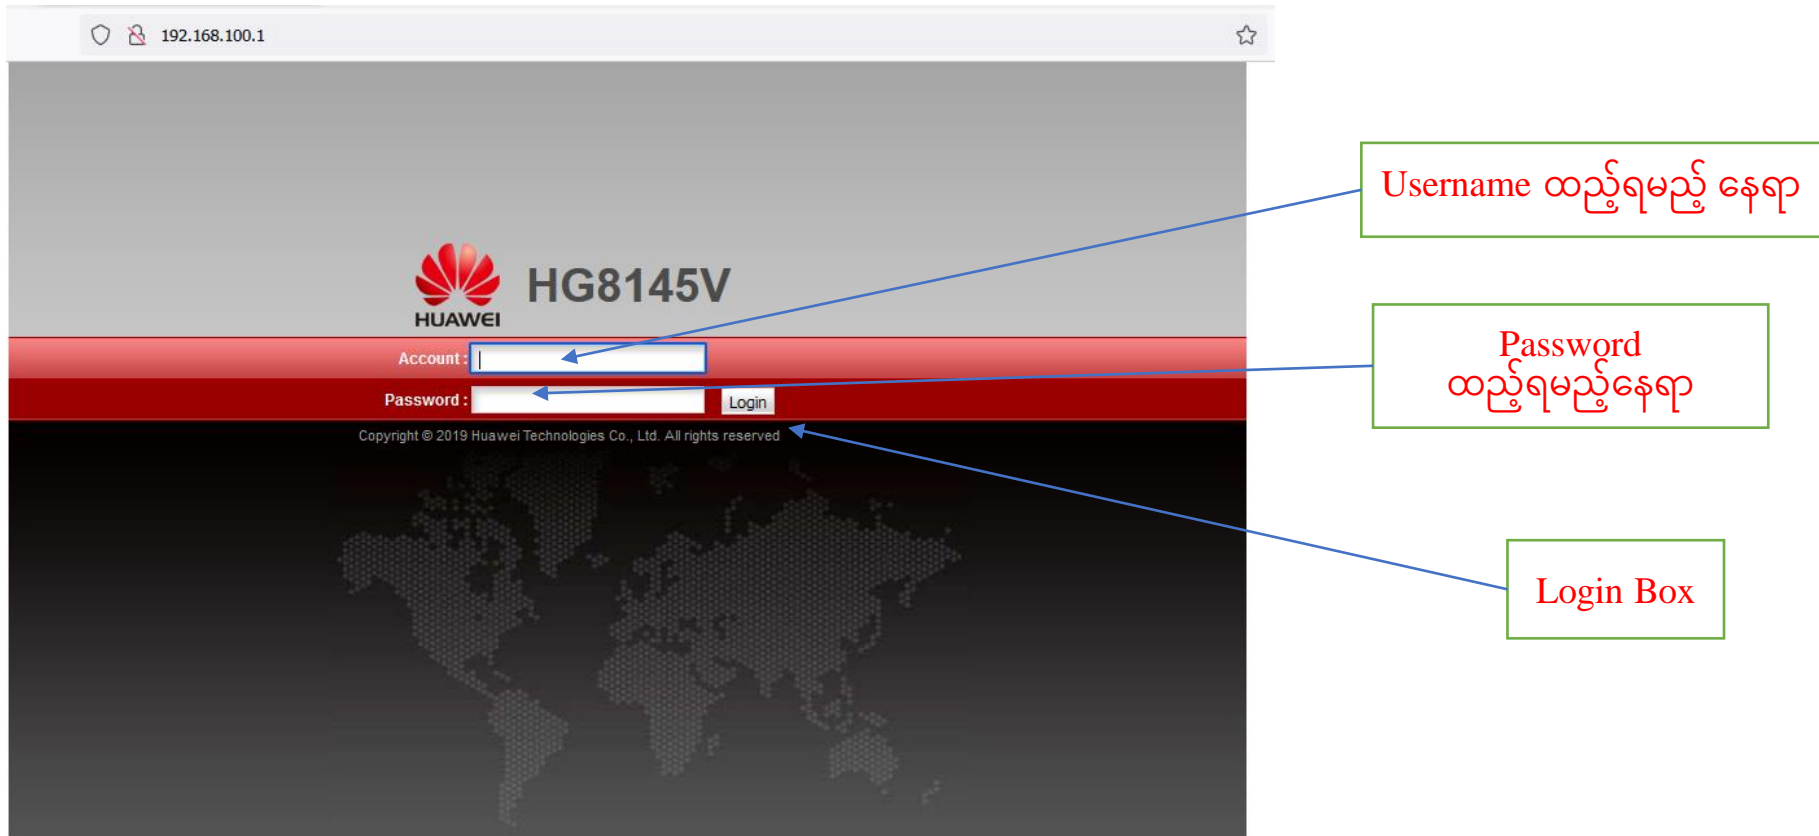 192.168.100.1
Username ထည့်ရမည့် နေရာ
HUAWEI
HG8145V
Account :
Password
ထည့်ရမည့်နေရာ
Password :
Login
Copyright © 2019 Huawei Technologies Co., Ltd. All rights reserved
Login Box